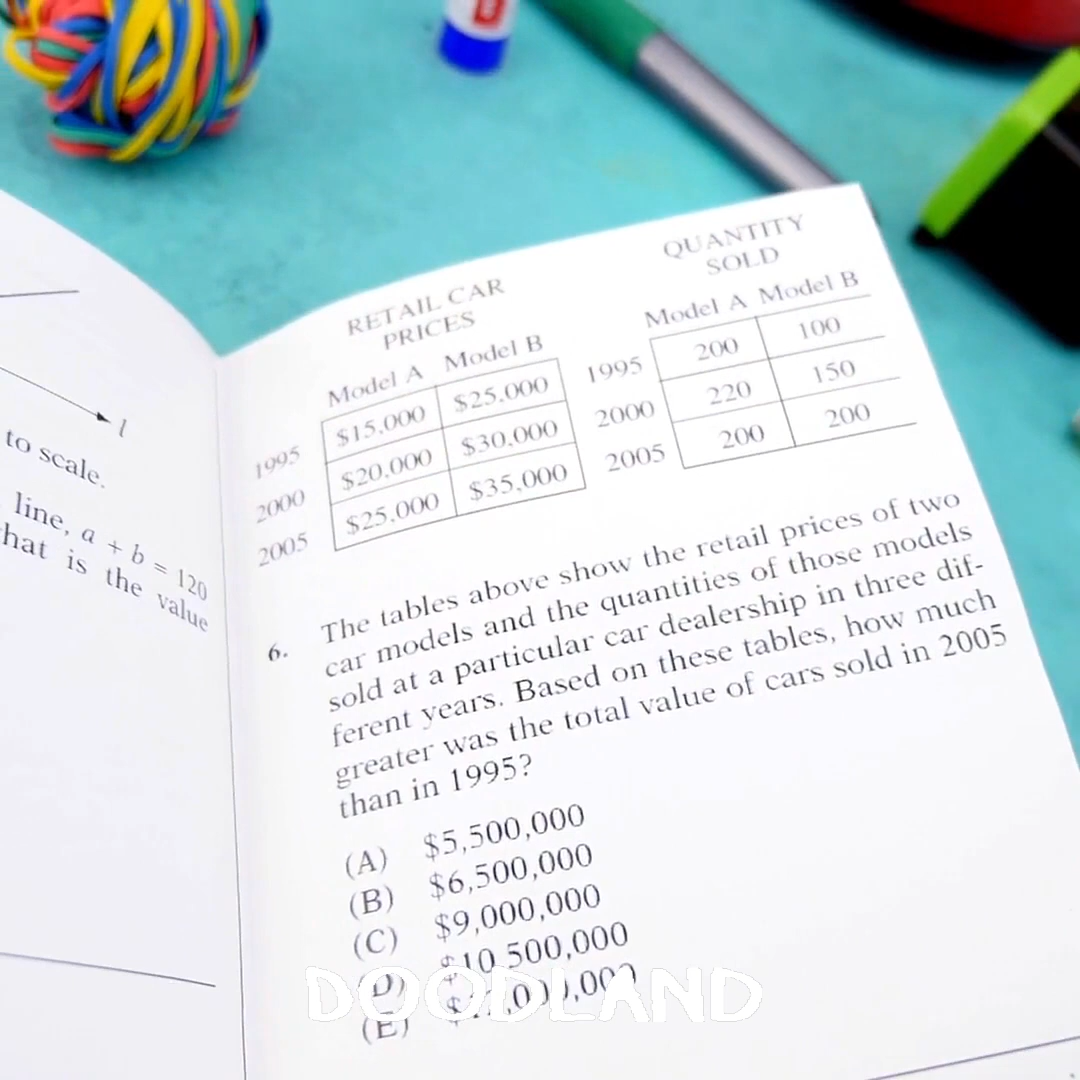 l
to scale.
line, a + b = 120
hat is the value
RETAIL CAR
PRICES
Model A Model B
1995 $15,000 $25,000
2000 $20,000 $30,000
2005 $25,000 $35,000
QUANTITY
SOLD
Model A Model B
1995 200 100
2000 220 150
2005 200 200
6. The tables above show the retail prices of two
car models and the quantities of those models
sold at a particular car dealership in three dif-
ferent years. Based on these tables, how much
greater was the total value of cars sold in 2005
than in 1995?
(A) $5,500,000
(B) $6,500,000
(C) $9,000,000
(D) $10,500,000
(E)
DOODLAND